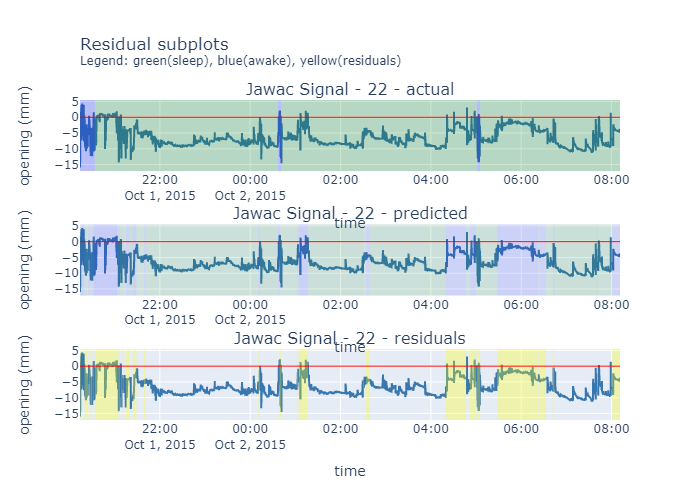 Residual subplots
Legend: green(sleep), blue(awake), yellow(residuals)
Jawac Signal - 22 - actual
opening (mm)
5
0
−5
−10
−15
22:00 00:00 02:00 04:00 06:00 08:00
Oct 1, 2015 Oct 2, 2015
time
Jawac Signal - 22 - predicted
opening (mm)
5
0
−5
−10
−15
22:00 00:00 02:00 04:00 06:00 08:00
Oct 1, 2015 Oct 2, 2015
time
Jawac Signal - 22 - residuals
opening (mm)
5
0
−5
−10
−15
22:00 00:00 02:00 04:00 06:00 08:00
Oct 1, 2015 Oct 2, 2015
time